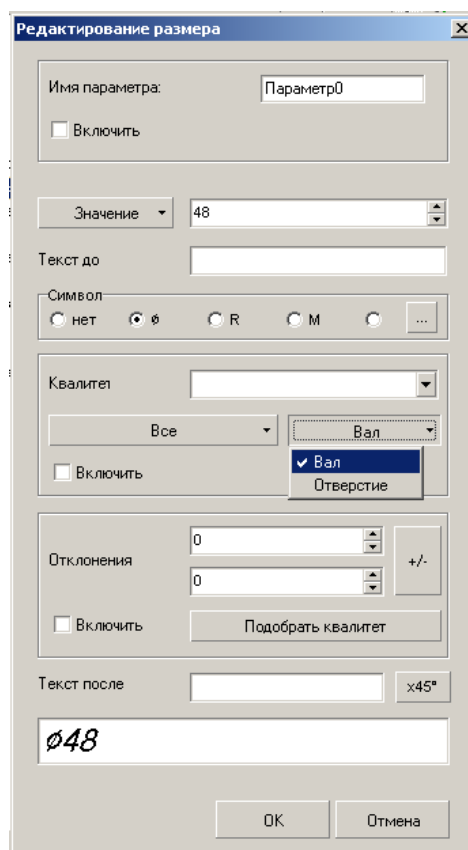 Редактирование размера
Имя параметра: Параметр0
Включить
Значение 48
Текст до
Символ
нет ø R M ...
Квалитет
Все Вал
Включить
Вал
Отверстие
Отклонения
0
0
+/-
Включить Подобрать квалитет
Текст после x45°
ø48
OK Отмена